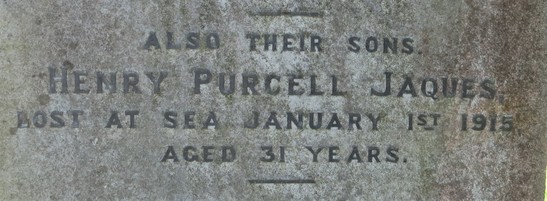 ALSO THEIR SONS.
HENRY PURCELL JAQUES,
LOST AT SEA JANUARY 1ST 1915
AGED 31 YEARS.